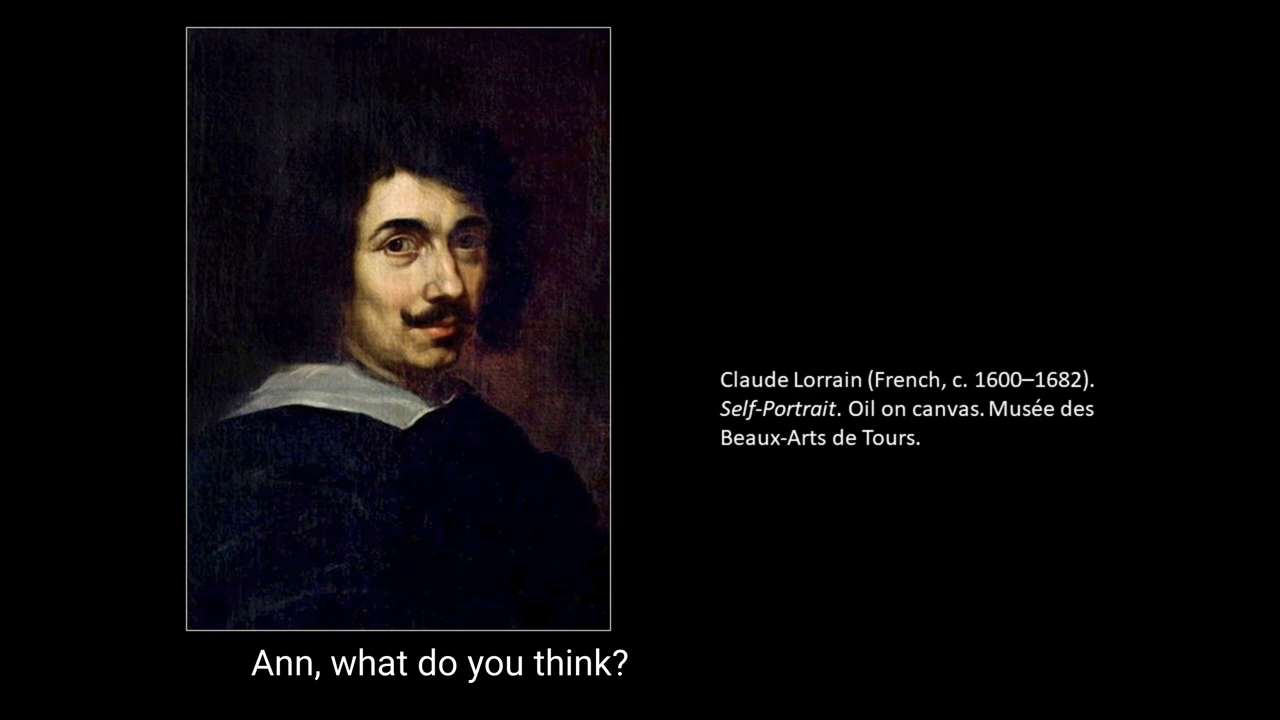 Claude Lorrain (French, c. 1600–1682).
Self-Portrait. Oil on canvas. Musée des
Beaux-Arts de Tours.
Ann, what do you think?